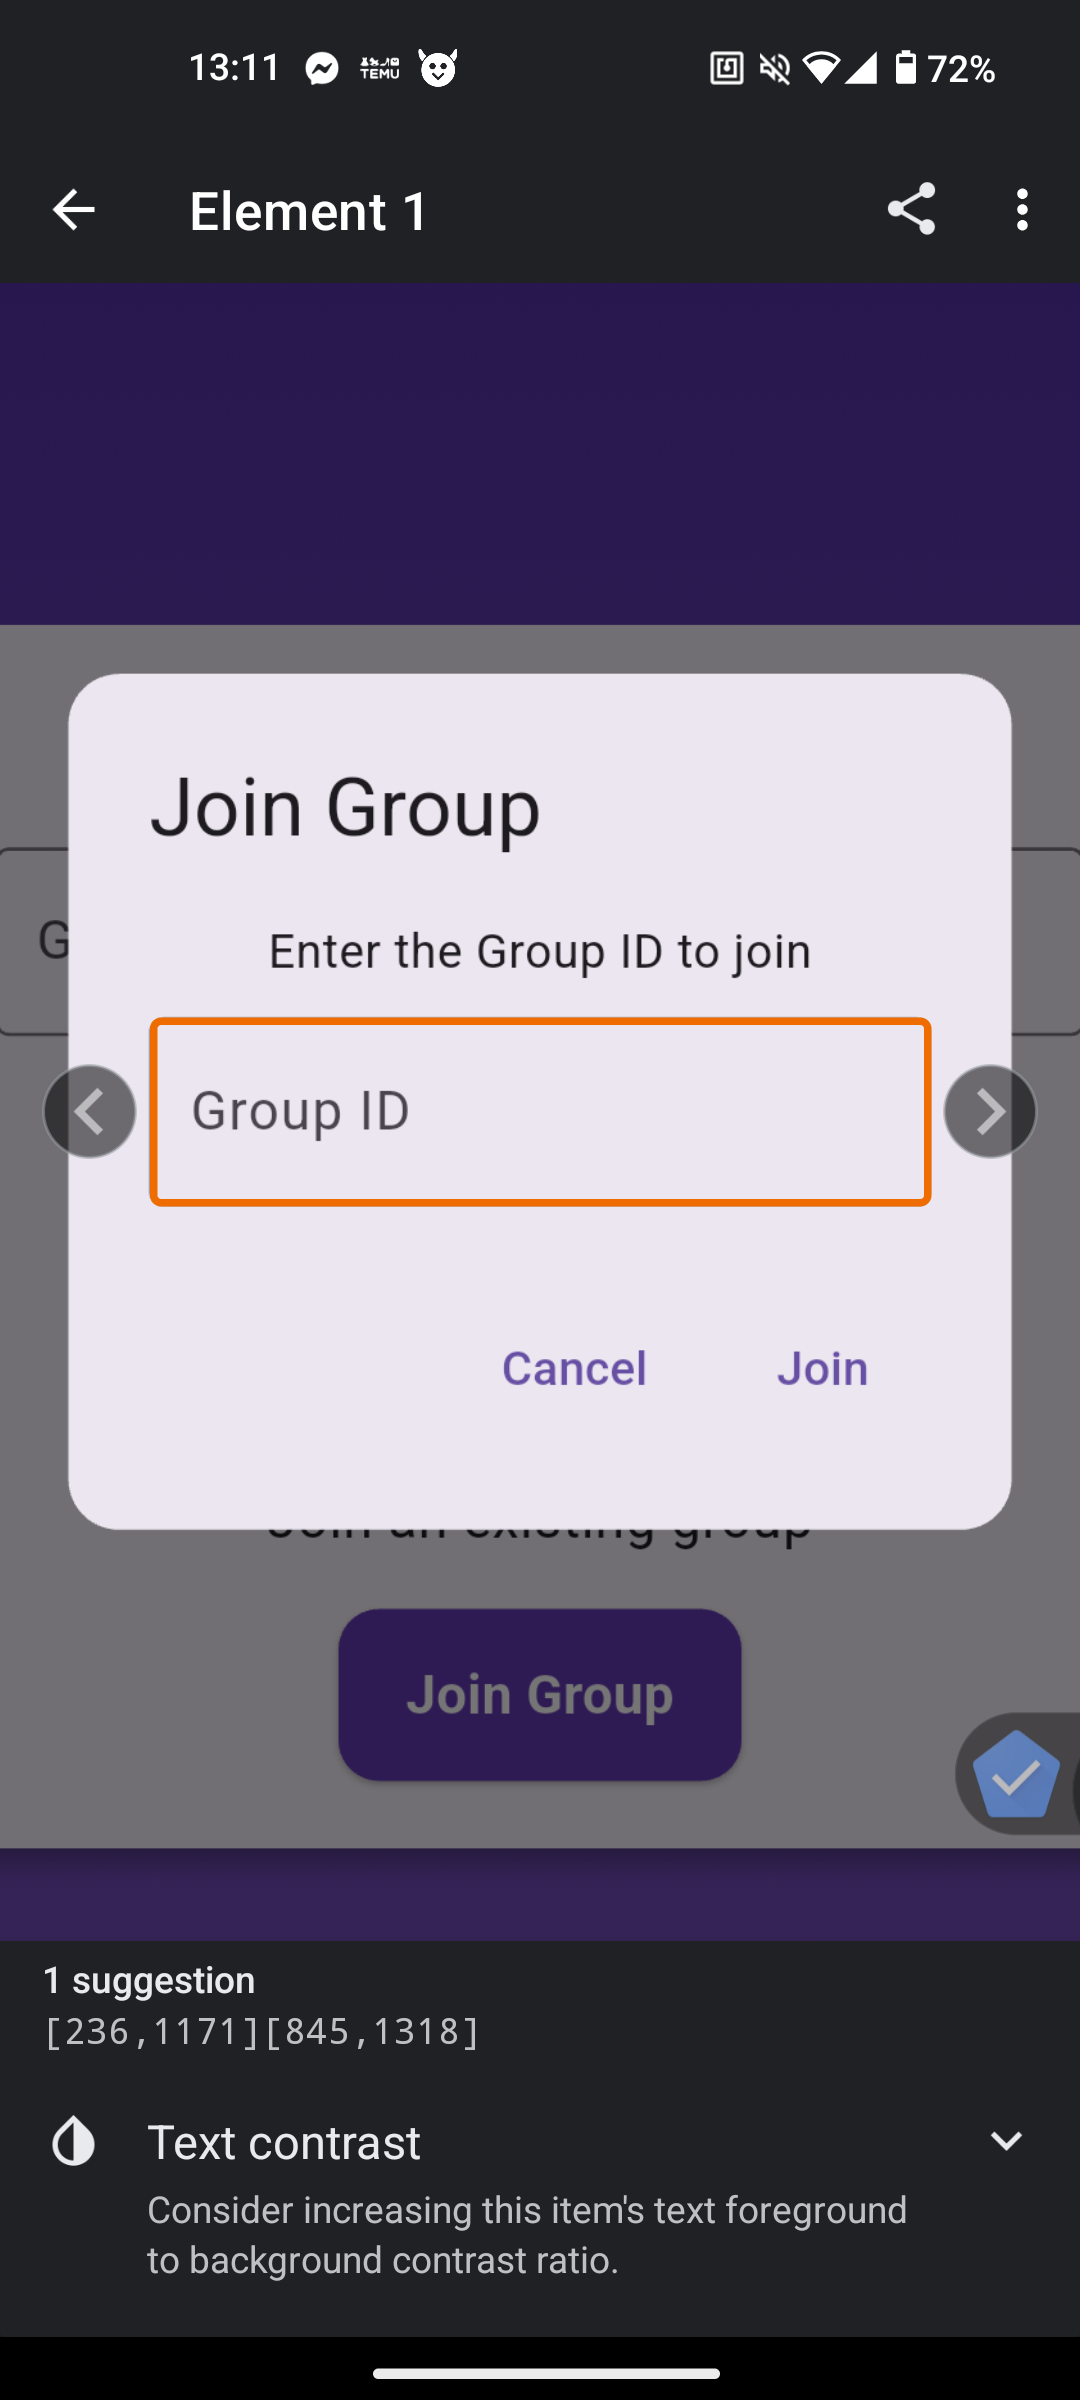 13:11 TEMU 72%
Element 1
Join Group
Enter the Group ID to join
G
Group ID
Cancel Join
Join an existing group
Join Group
1 suggestion
[236,1171][845,1318]
Text contrast
Consider increasing this item's text foreground
to background contrast ratio.